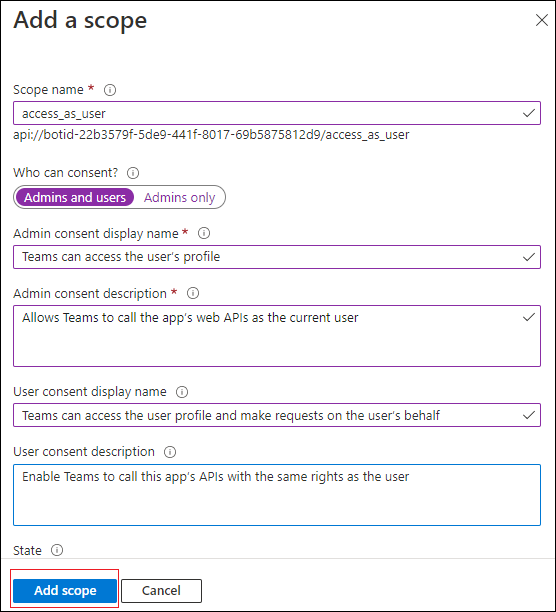 Add a scope
Scope name *
access_as_user
api://botid-22b3579f-5de9-441f-8017-69b5875812d9/access_as_user
Who can consent?
Admins and users Admins only
Admin consent display name *
Teams can access the user's profile
Admin consent description *
Allows Teams to call the app's web APIs as the current user
User consent display name
Teams can access the user profile and make requests on the user's behalf
User consent description
Enable Teams to call this app's APIs with the same rights as the user
State
Add scope Cancel